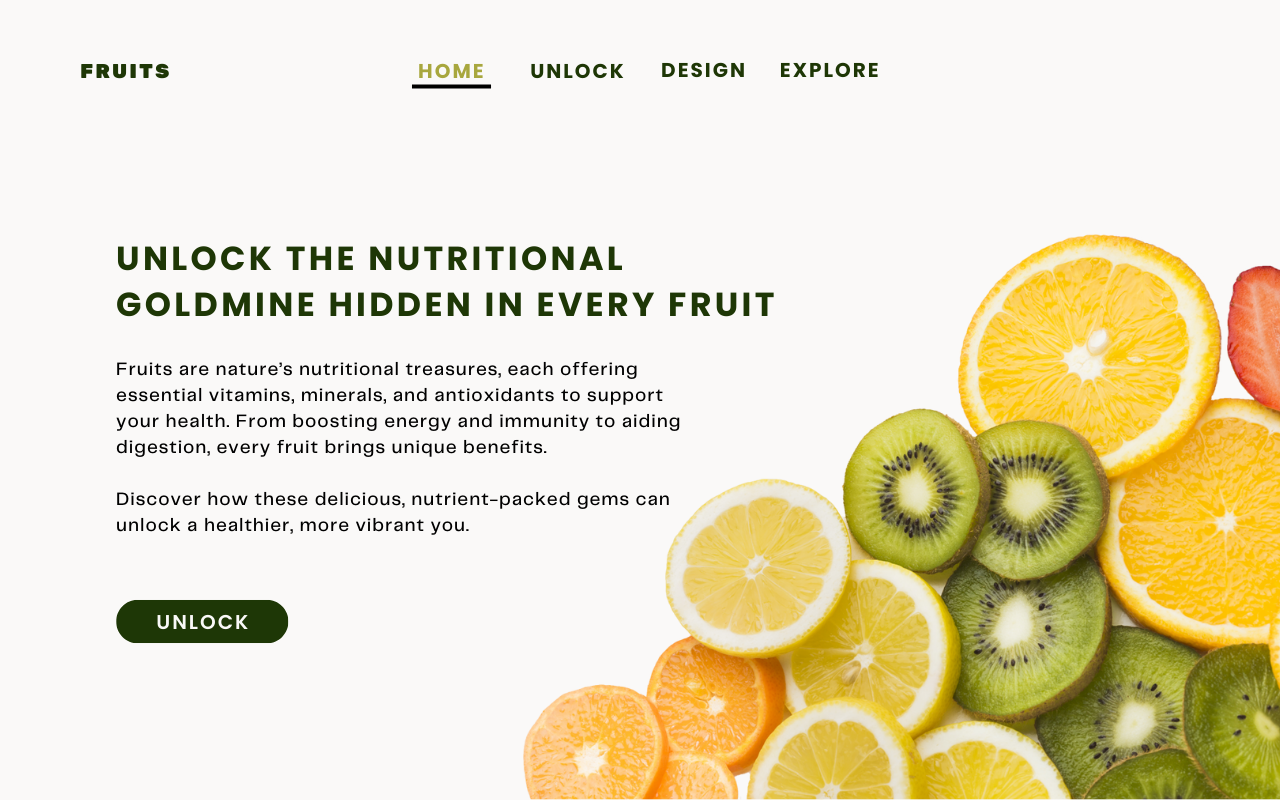 FRUITS
HOME
UNLOCK
DESIGN
EXPLORE
UNLOCK THE NUTRITIONAL
GOLDMINE HIDDEN IN EVERY FRUIT
Fruits are nature’s nutritional treasures, each offering
essential vitamins, minerals, and antioxidants to support
your health. From boosting energy and immunity to aiding
digestion, every fruit brings unique benefits.
Discover how these delicious, nutrient-packed gems can
unlock a healthier, more vibrant you.
UNLOCK